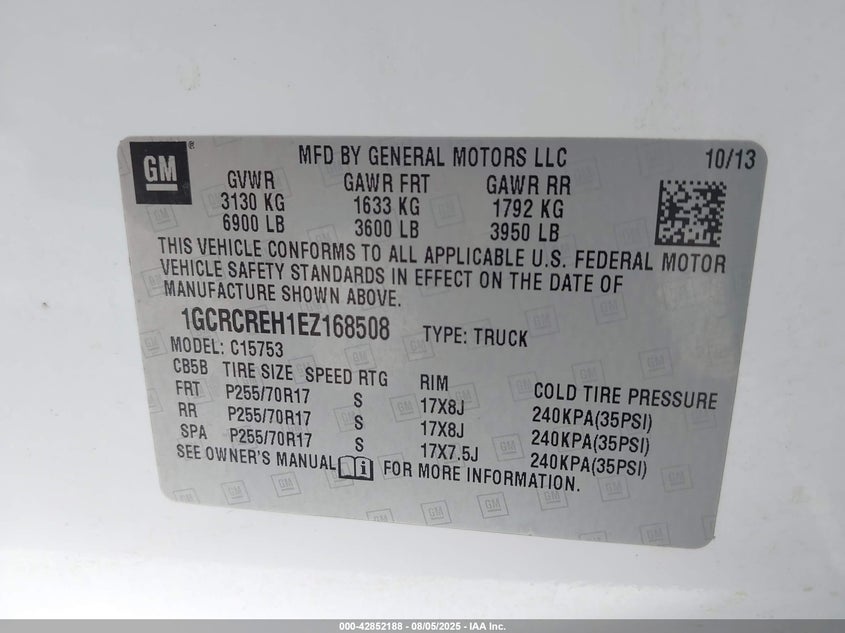 GM ® MFD BY GENERAL MOTORS LLC 10/13
GVWR GAWR FRT GAWR RR
3130 KG 1633 KG 1792 KG
6900 LB 3600 LB 3950 LB
THIS VEHICLE CONFORMS TO ALL APPLICABLE U.S. FEDERAL MOTOR
VEHICLE SAFETY STANDARDS IN EFFECT ON THE DATE OF
MANUFACTURE SHOWN ABOVE.
1GCRCREH1EZ168508 TYPE: TRUCK
MODEL: C15753
CB5B TIRE SIZE SPEED RTG RIM COLD TIRE PRESSURE
FRT P255/70R17 S 17X8J 240KPA(35PSI)
RR P255/70R17 S 17X8J 240KPA(35PSI)
SPA P255/70R17 S 17X7.5J 240KPA(35PSI)
SEE OWNER'S MANUAL FOR MORE INFORMATION.
000-42852188 - 08/05/2025 - IAA Inc.